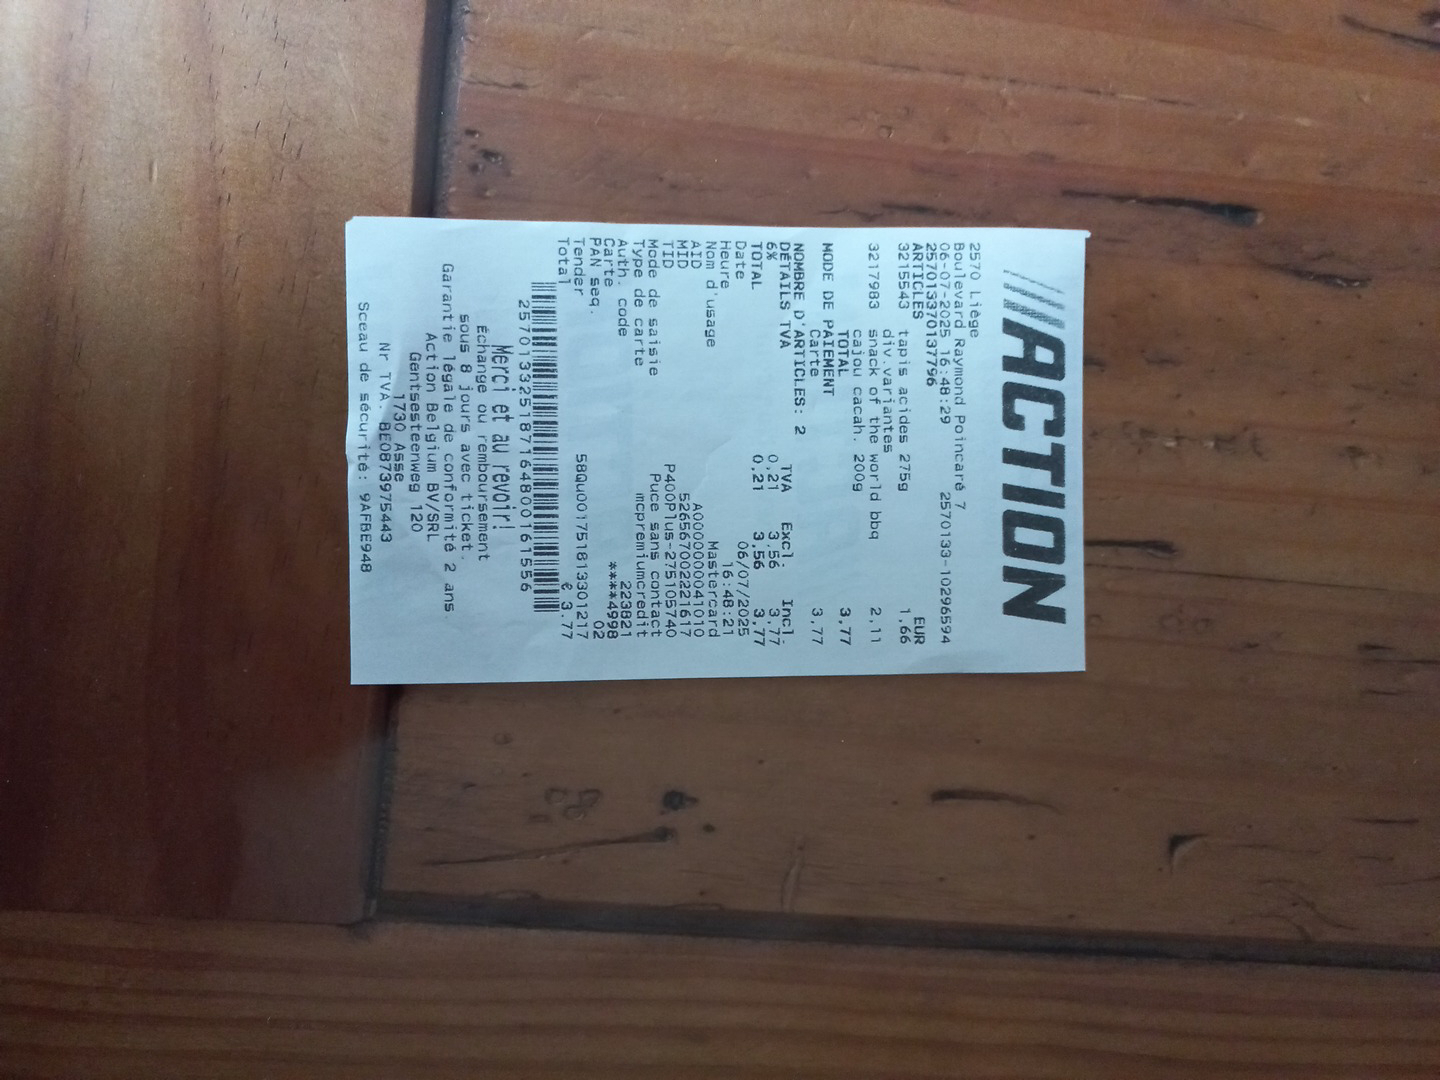 ///ACTION
2570 Liège
Boulevard Raymond Poincaré 7
06-07-2025 16:48:29 2570133-10296594
2570133701377​96
ARTICLES EUR
3215543 tapis acides 275g 1,66
div.variantes
3217983 snack of the world bbq 2,11
cajou cacah. 200g
TOTAL 3,77
MODE DE PAIEMENT
Carte 3,77
NOMBRE D'ARTICLES: 2
DÉTAILS TVA TVA Excl. Incl.
6% 0,21 3,56 3,77
TOTAL 0,21 3,56 3,77
Date 06/07/2025
Heure 16:48:21
Nom d'usage Mastercard
AID A0000000041010
MID 526567002221617
TID P400Plus-275105740
Mode de saisie Puce sans contact
Type de carte mcpremiumcredit
Auth. code 223821
Carte ****4998
PAN seq. 02
Tender 58Qu001751813301217
Total € 3.77
2570133251871648001​61556
Merci et au revoir!
Échange ou remboursement
sous 8 jours avec ticket.
Garantie légale de conformité 2 ans.
Action Belgium BV/SRL
Gentsesteenweg 120
1730 Asse
Nr TVA. BE0873975443
Sceau de sécurité: 9AFBE948